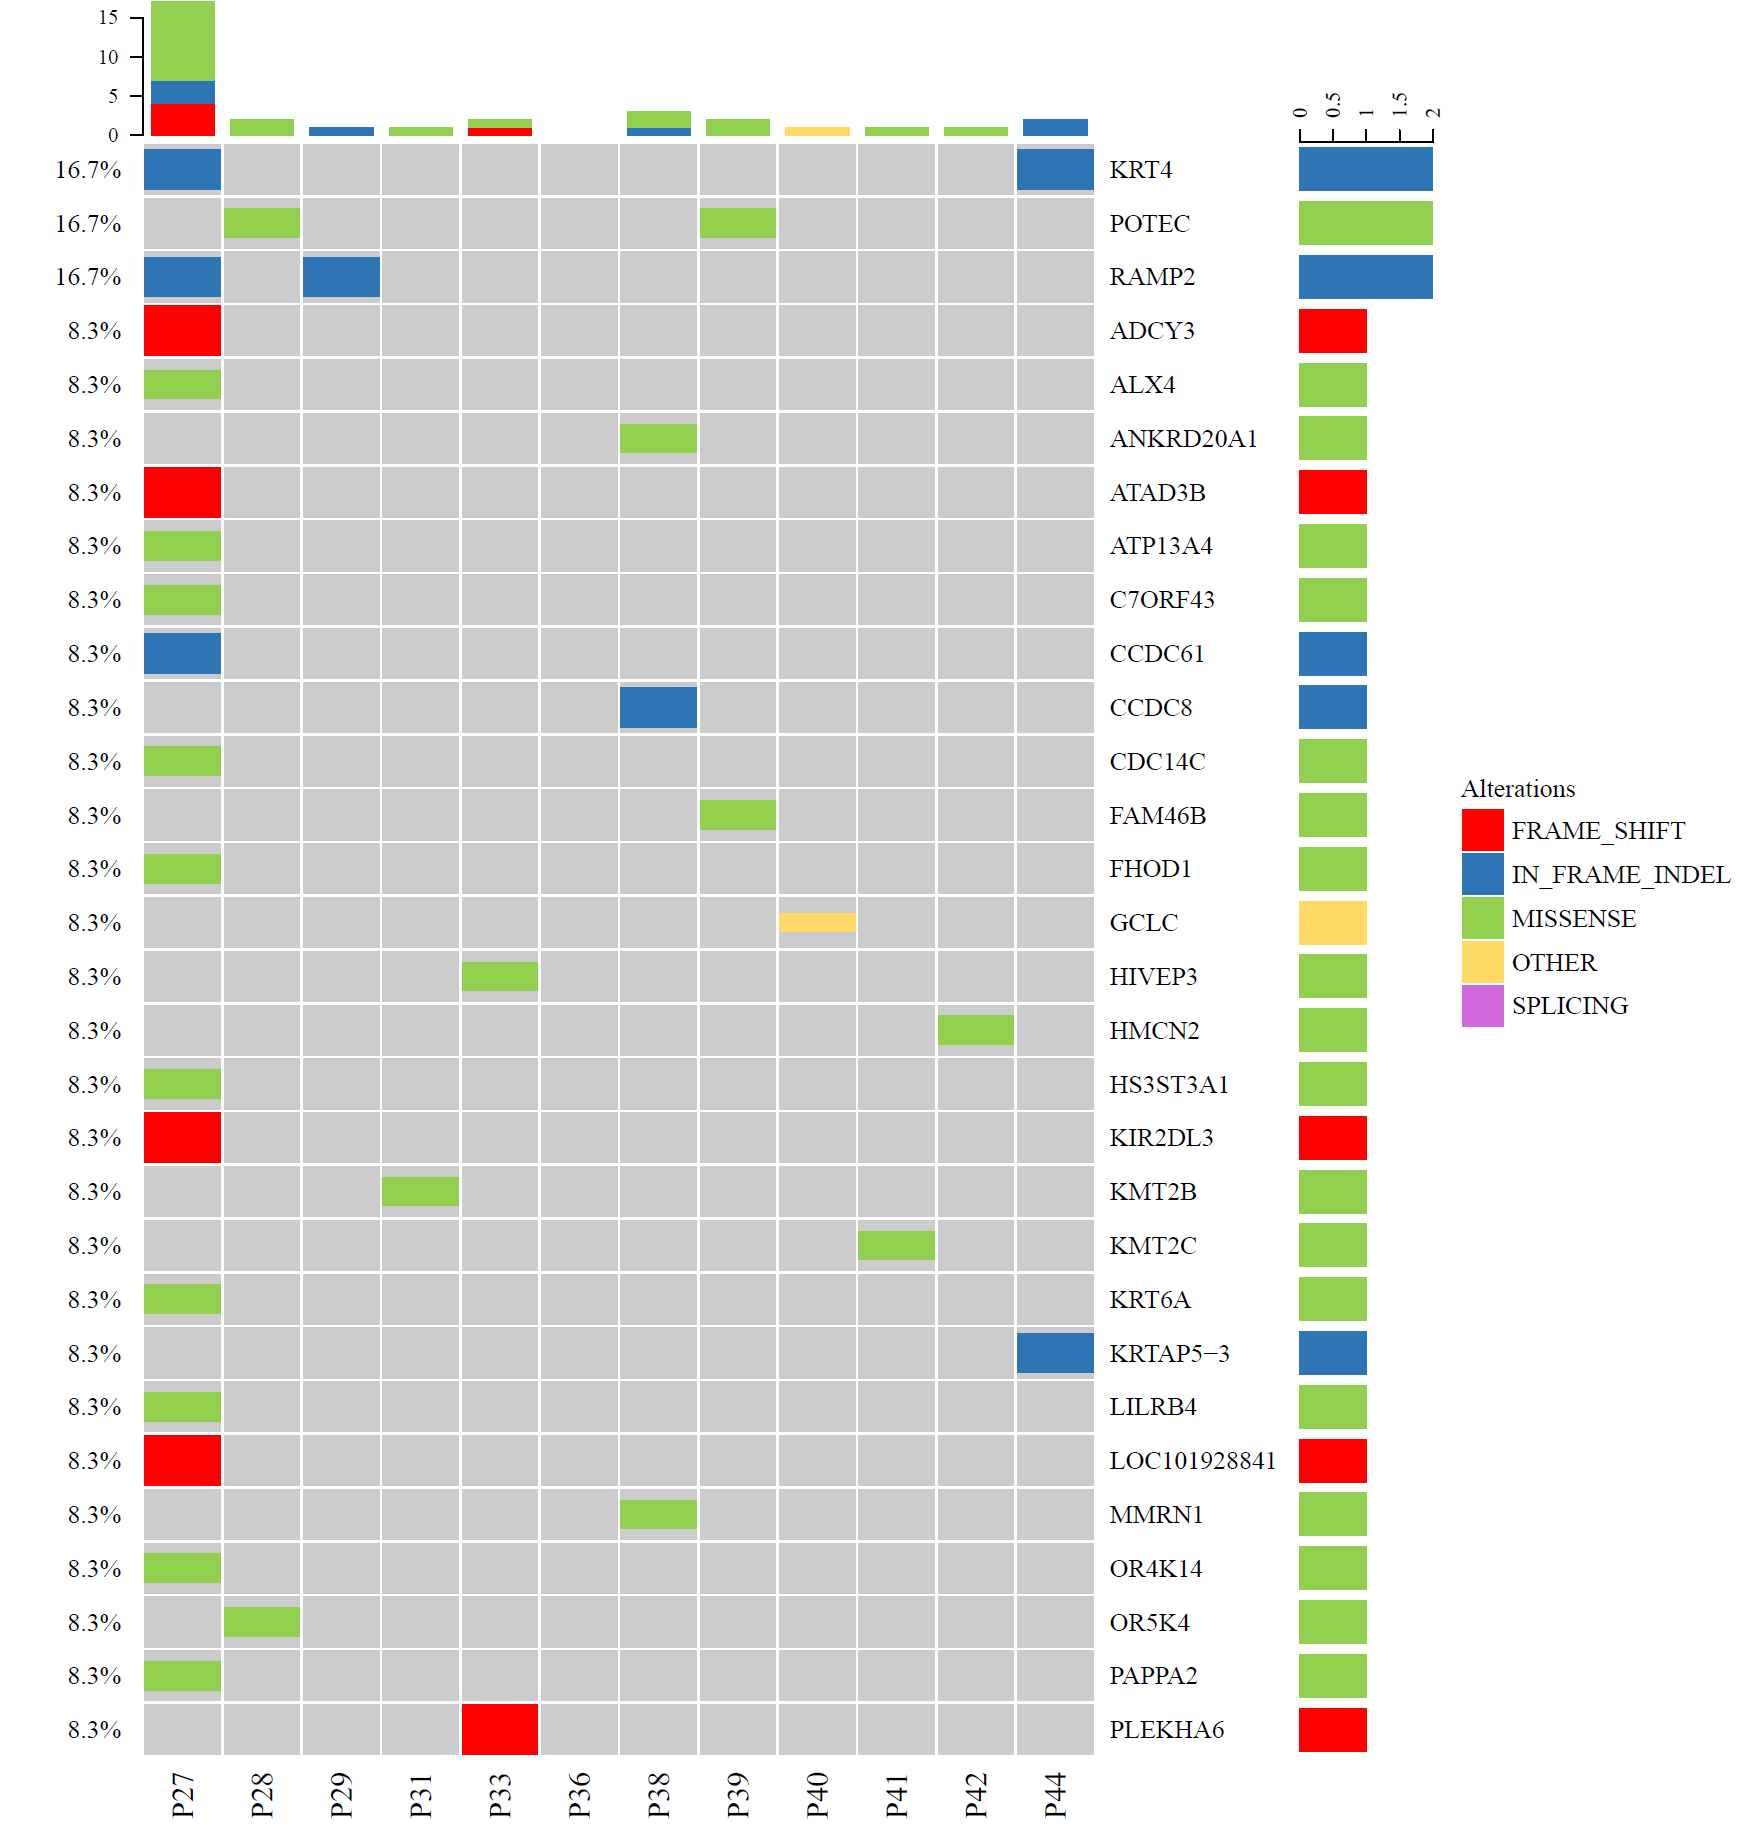 15
10
5
0
0
0.5
1
1.5
2
16.7% KRT4
16.7% POTEC
16.7% RAMP2
8.3% ADCY3
8.3% ALX4
8.3% ANKRD20A1
8.3% ATAD3B
8.3% ATP13A4
8.3% C7ORF43
8.3% CCDC61
8.3% CCDC8
8.3% CDC14C
8.3% FAM46B
8.3% FHOD1
8.3% GCLC
8.3% HIVEP3
8.3% HMCN2
8.3% HS3ST3A1
8.3% KIR2DL3
8.3% KMT2B
8.3% KMT2C
8.3% KRT6A
8.3% KRTAP5−3
8.3% LILRB4
8.3% LOC101928841
8.3% MMRN1
8.3% OR4K14
8.3% OR5K4
8.3% PAPPA2
8.3% PLEKHA6
P27
P28
P29
P31
P33
P36
P38
P39
P40
P41
P42
P44
Alterations
FRAME_SHIFT
IN_FRAME_INDEL
MISSENSE
OTHER
SPLICING